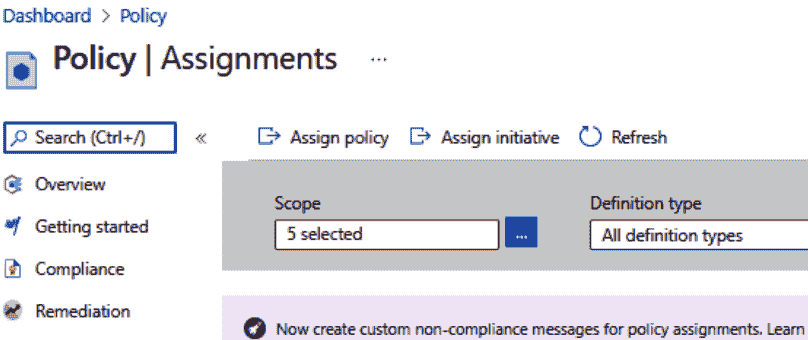 Dashboard > Policy
Policy | Assignments ...
Search (Ctrl+/) «
Assign policy Assign initiative Refresh
Overview
Getting started
Compliance
Remediation
Scope Definition type
5 selected ... All definition types
Now create custom non-compliance messages for policy assignments. Learn